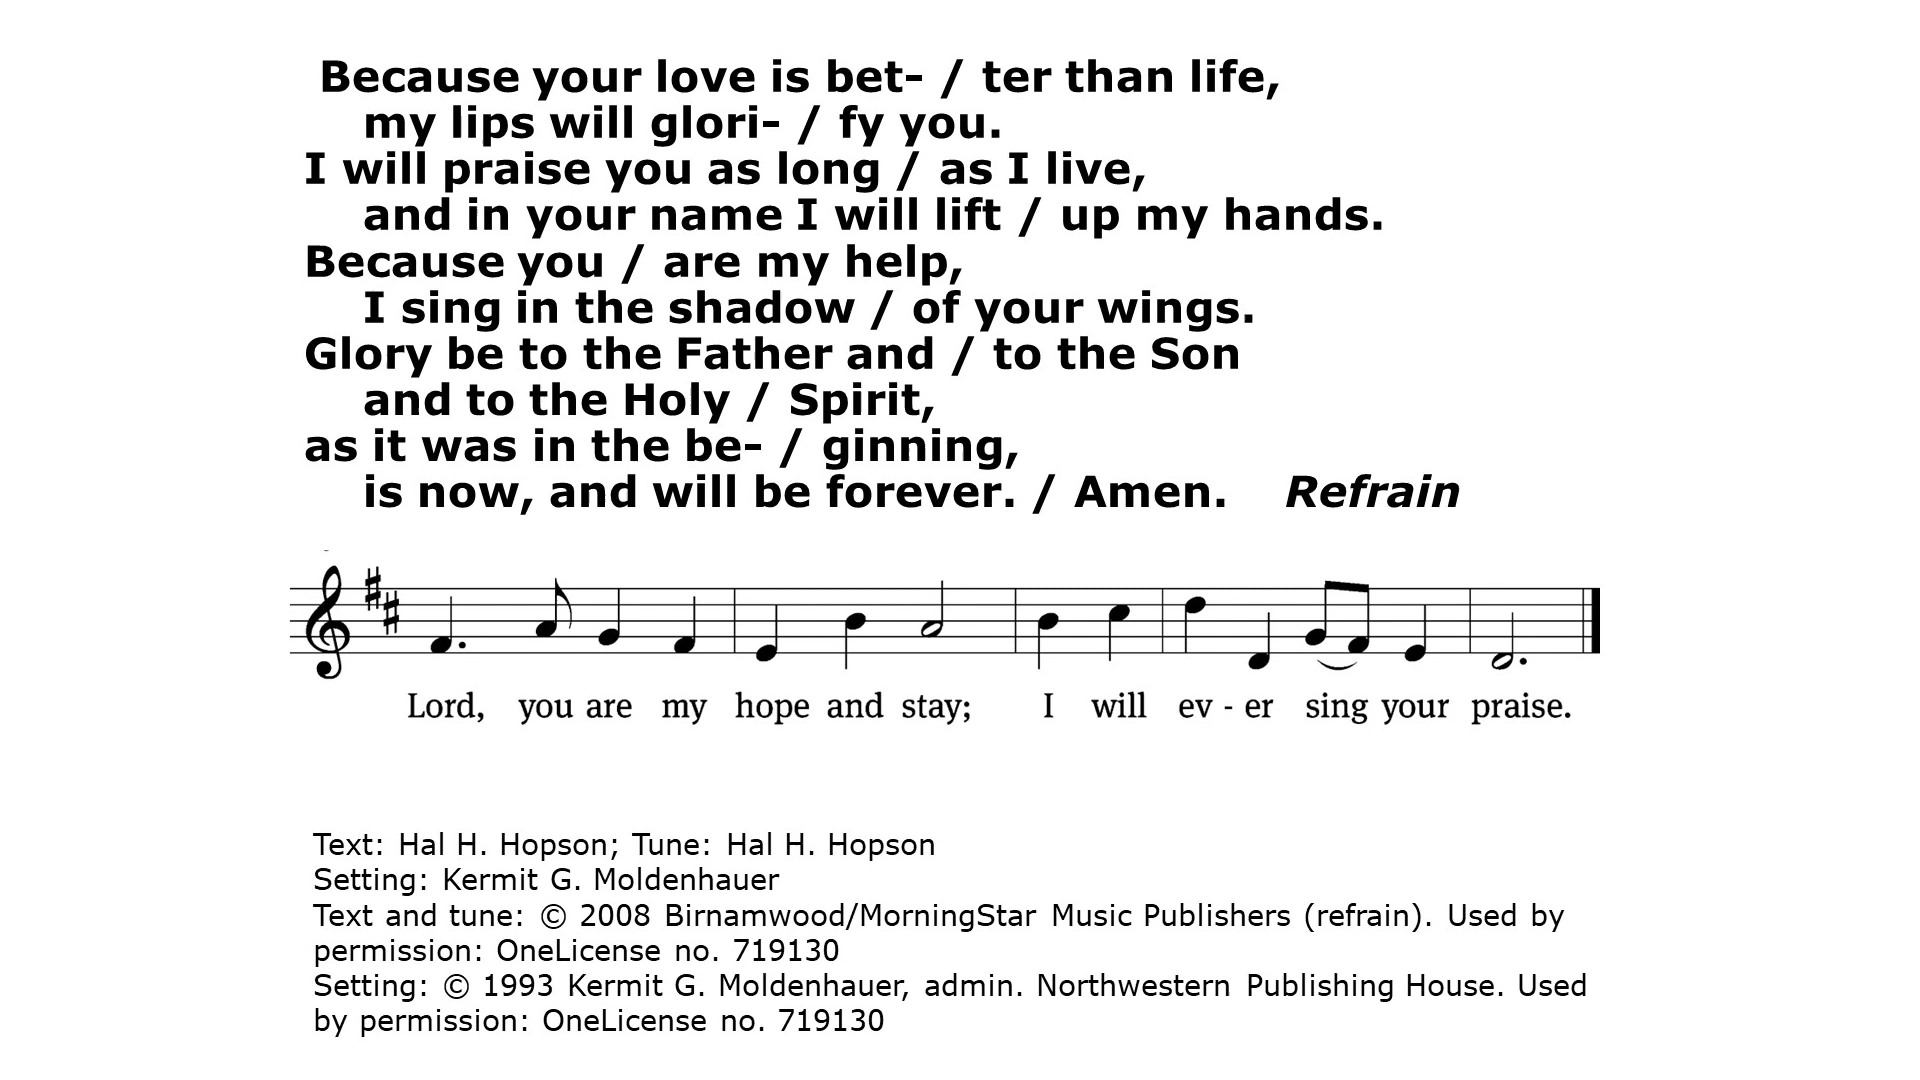 Because your love is bet- / ter than life,
my lips will glori- / fy you.
I will praise you as long / as I live,
and in your name I will lift / up my hands.
Because you / are my help,
I sing in the shadow / of your wings.
Glory be to the Father and / to the Son
and to the Holy / Spirit,
as it was in the be- / ginning,
is now, and will be forever. / Amen. Refrain
Lord, you are my hope and stay; I will ev - er sing your praise.
Text: Hal H. Hopson; Tune: Hal H. Hopson
Setting: Kermit G. Moldenhauer
Text and tune: © 2008 Birnamwood/MorningStar Music Publishers (refrain). Used by
permission: OneLicense no. 719130
Setting: © 1993 Kermit G. Moldenhauer, admin. Northwestern Publishing House. Used
by permission: OneLicense no. 719130